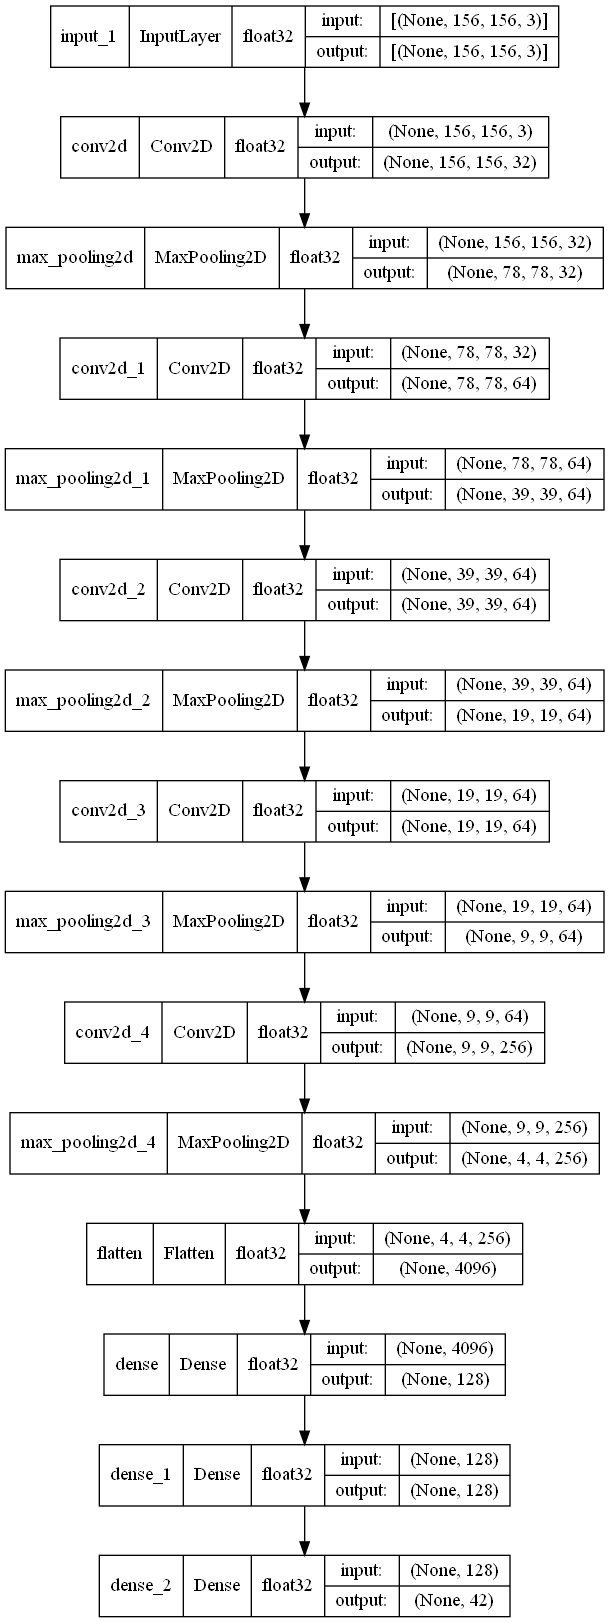 input_1 InputLayer float32 input: [(None, 156, 156, 3)]
output: [(None, 156, 156, 3)]
conv2d Conv2D float32 input: (None, 156, 156, 3)
output: (None, 156, 156, 32)
max_pooling2d MaxPooling2D float32 input: (None, 156, 156, 32)
output: (None, 78, 78, 32)
conv2d_1 Conv2D float32 input: (None, 78, 78, 32)
output: (None, 78, 78, 64)
max_pooling2d_1 MaxPooling2D float32 input: (None, 78, 78, 64)
output: (None, 39, 39, 64)
conv2d_2 Conv2D float32 input: (None, 39, 39, 64)
output: (None, 39, 39, 64)
max_pooling2d_2 MaxPooling2D float32 input: (None, 39, 39, 64)
output: (None, 19, 19, 64)
conv2d_3 Conv2D float32 input: (None, 19, 19, 64)
output: (None, 19, 19, 64)
max_pooling2d_3 MaxPooling2D float32 input: (None, 19, 19, 64)
output: (None, 9, 9, 64)
conv2d_4 Conv2D float32 input: (None, 9, 9, 64)
output: (None, 9, 9, 256)
max_pooling2d_4 MaxPooling2D float32 input: (None, 9, 9, 256)
output: (None, 4, 4, 256)
flatten Flatten float32 input: (None, 4, 4, 256)
output: (None, 4096)
dense Dense float32 input: (None, 4096)
output: (None, 128)
dense_1 Dense float32 input: (None, 128)
output: (None, 128)
dense_2 Dense float32 input: (None, 128)
output: (None, 42)